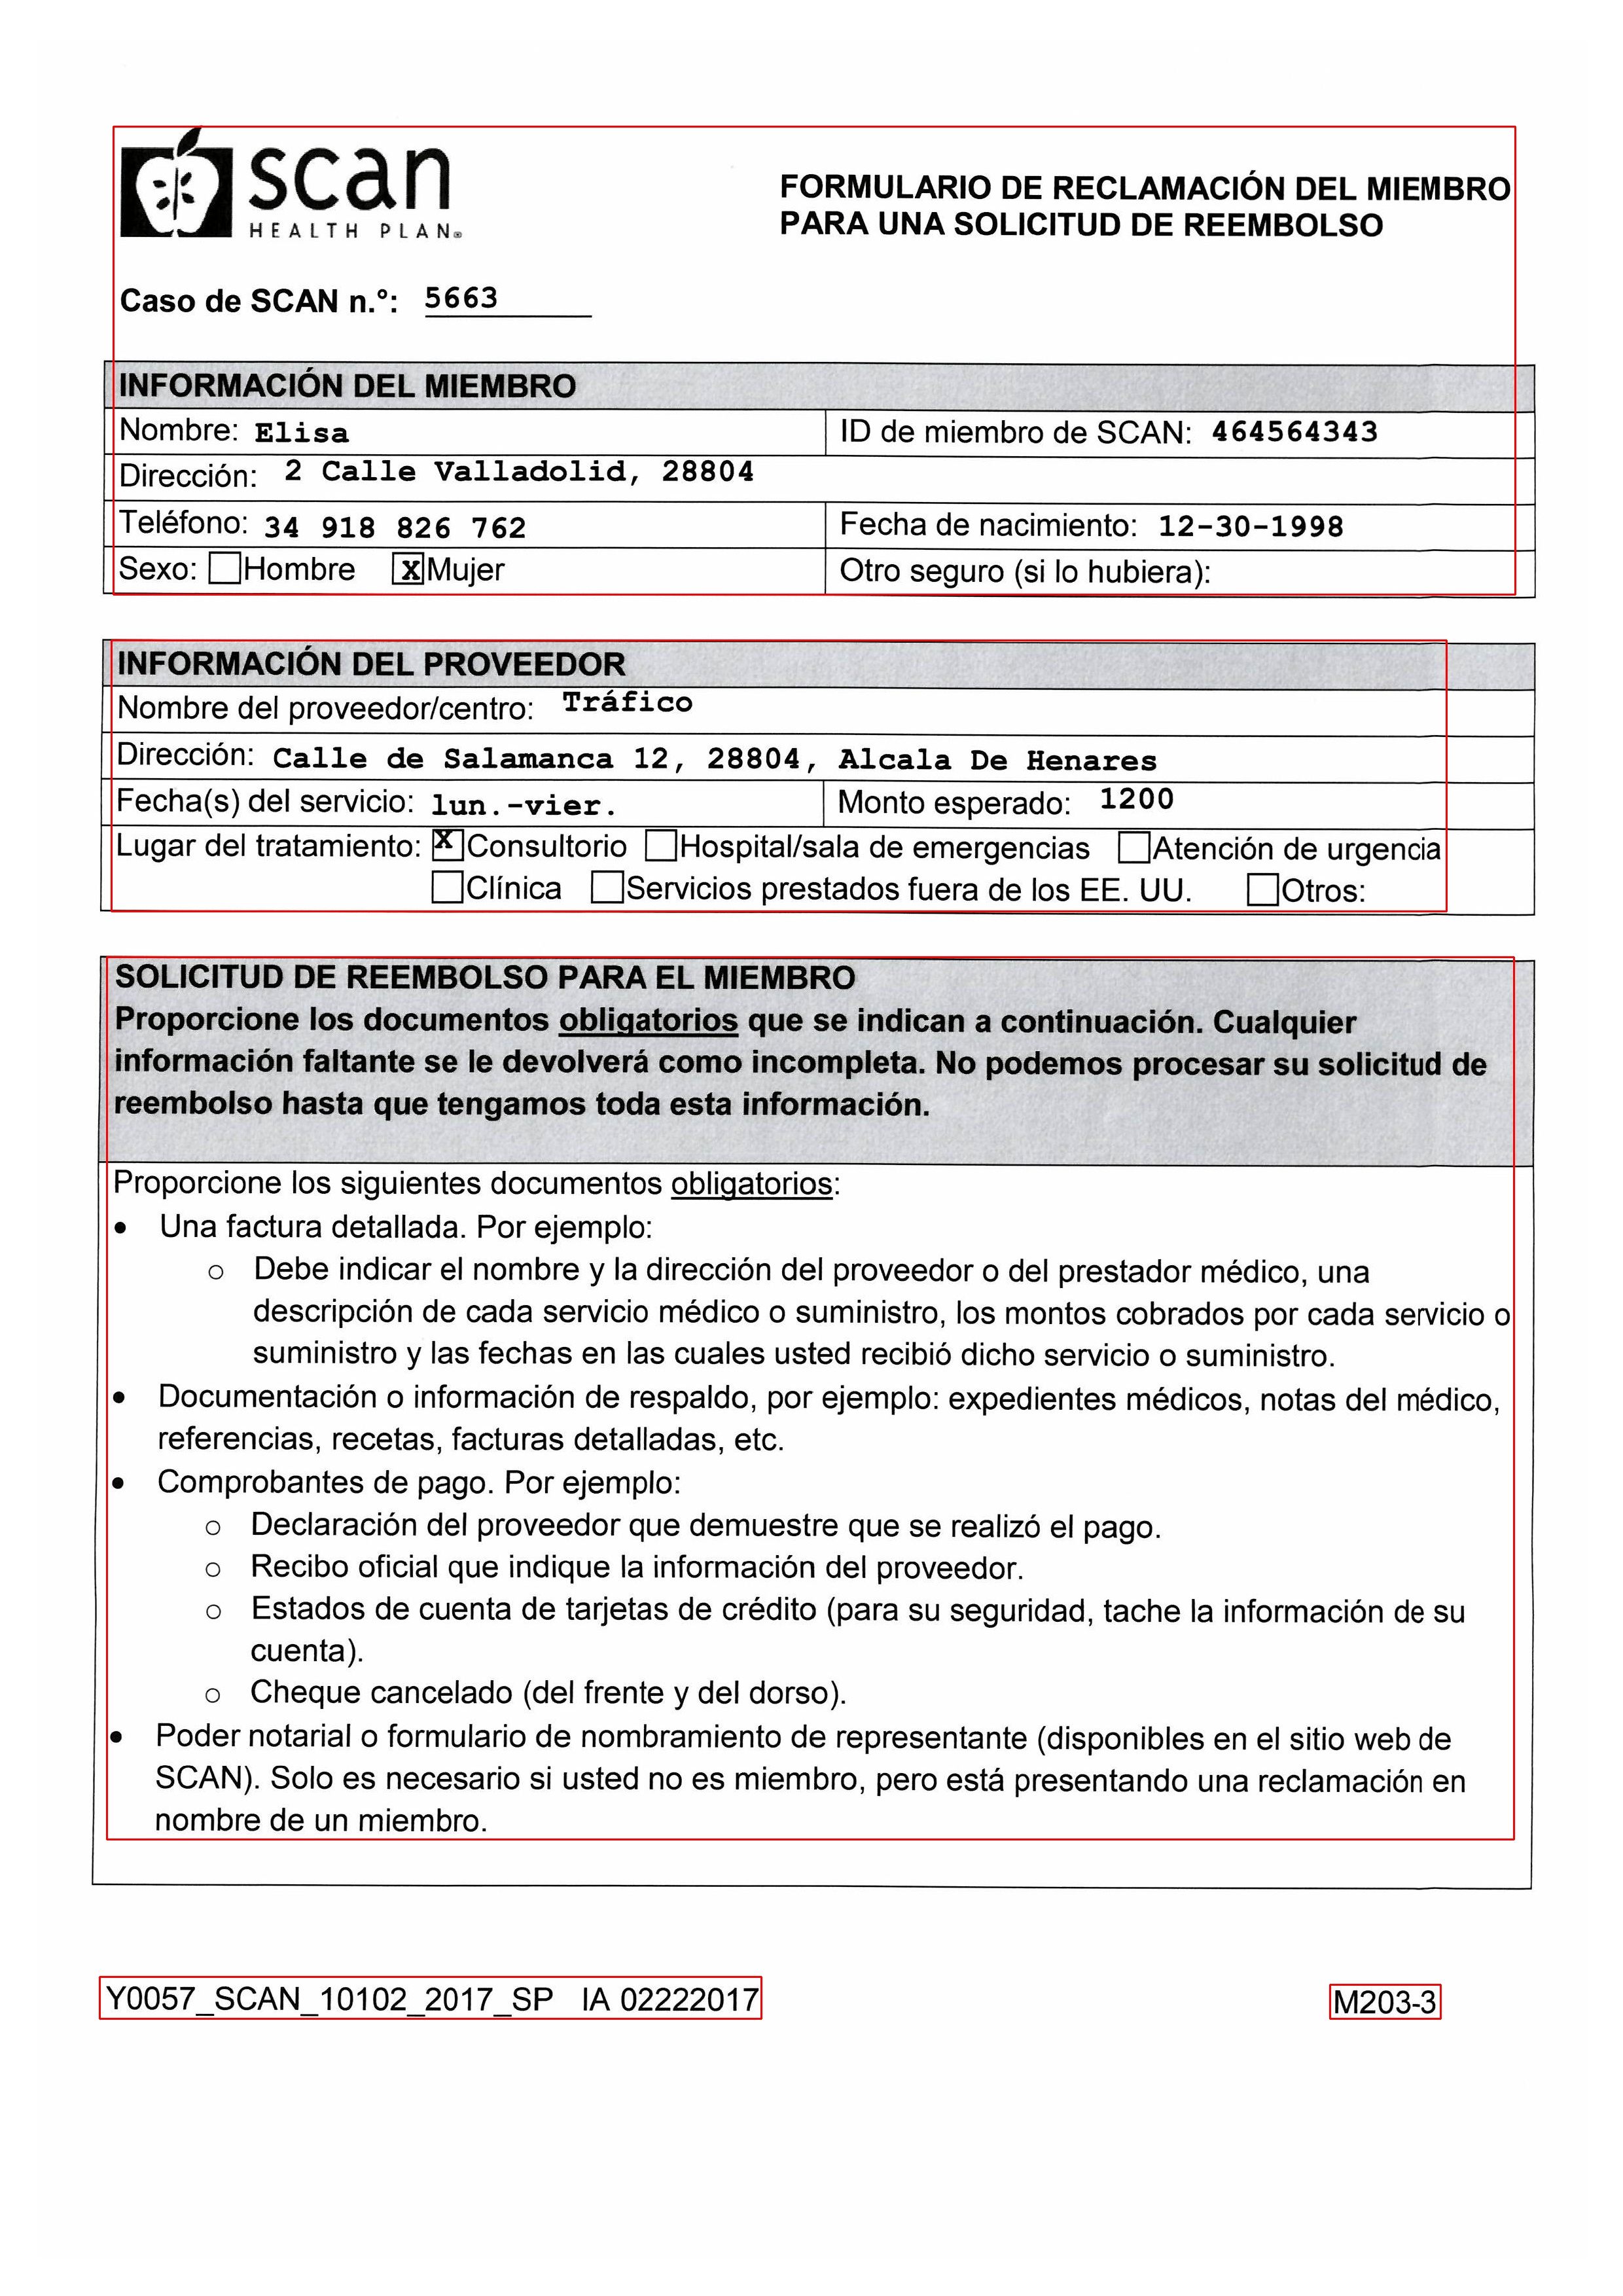 scan
HEALTH PLAN®
FORMULARIO DE RECLAMACIÓN DEL MIEMBRO
PARA UNA SOLICITUD DE REEMBOLSO
Caso de SCAN n.°: 5663
INFORMACIÓN DEL MIEMBRO
Nombre: Elisa ID de miembro de SCAN: 464564343
Dirección: 2 Calle Valladolid, 28804
Teléfono: 34 918 826 762 Fecha de nacimiento: 12-30-1998
Sexo: Hombre X Mujer Otro seguro (si lo hubiera):
INFORMACIÓN DEL PROVEEDOR
Nombre del proveedor/centro: Tráfico
Dirección: Calle de Salamanca 12, 28804, Alcala De Henares
Fecha(s) del servicio: lun.-vier. Monto esperado: 1200
Lugar del tratamiento: X Consultorio Hospital/sala de emergencias Atención de urgencia
Clínica Servicios prestados fuera de los EE. UU. Otros:
SOLICITUD DE REEMBOLSO PARA EL MIEMBRO
Proporcione los documentos obligatorios que se indican a continuación. Cualquier
información faltante se le devolverá como incompleta. No podemos procesar su solicitud de
reembolso hasta que tengamos toda esta información.
Proporcione los siguientes documentos obligatorios:
• Una factura detallada. Por ejemplo:
o Debe indicar el nombre y la dirección del proveedor o del prestador médico, una
descripción de cada servicio médico o suministro, los montos cobrados por cada servicio o
suministro y las fechas en las cuales usted recibió dicho servicio o suministro.
• Documentación o información de respaldo, por ejemplo: expedientes médicos, notas del médico,
referencias, recetas, facturas detalladas, etc.
• Comprobantes de pago. Por ejemplo:
o Declaración del proveedor que demuestre que se realizó el pago.
o Recibo oficial que indique la información del proveedor.
o Estados de cuenta de tarjetas de crédito (para su seguridad, tache la información de su
cuenta).
o Cheque cancelado (del frente y del dorso).
• Poder notarial o formulario de nombramiento de representante (disponibles en el sitio web de
SCAN). Solo es necesario si usted no es miembro, pero está presentando una reclamación en
nombre de un miembro.
Y0057_SCAN_10102_2017_SP IA 02222017 M203-3